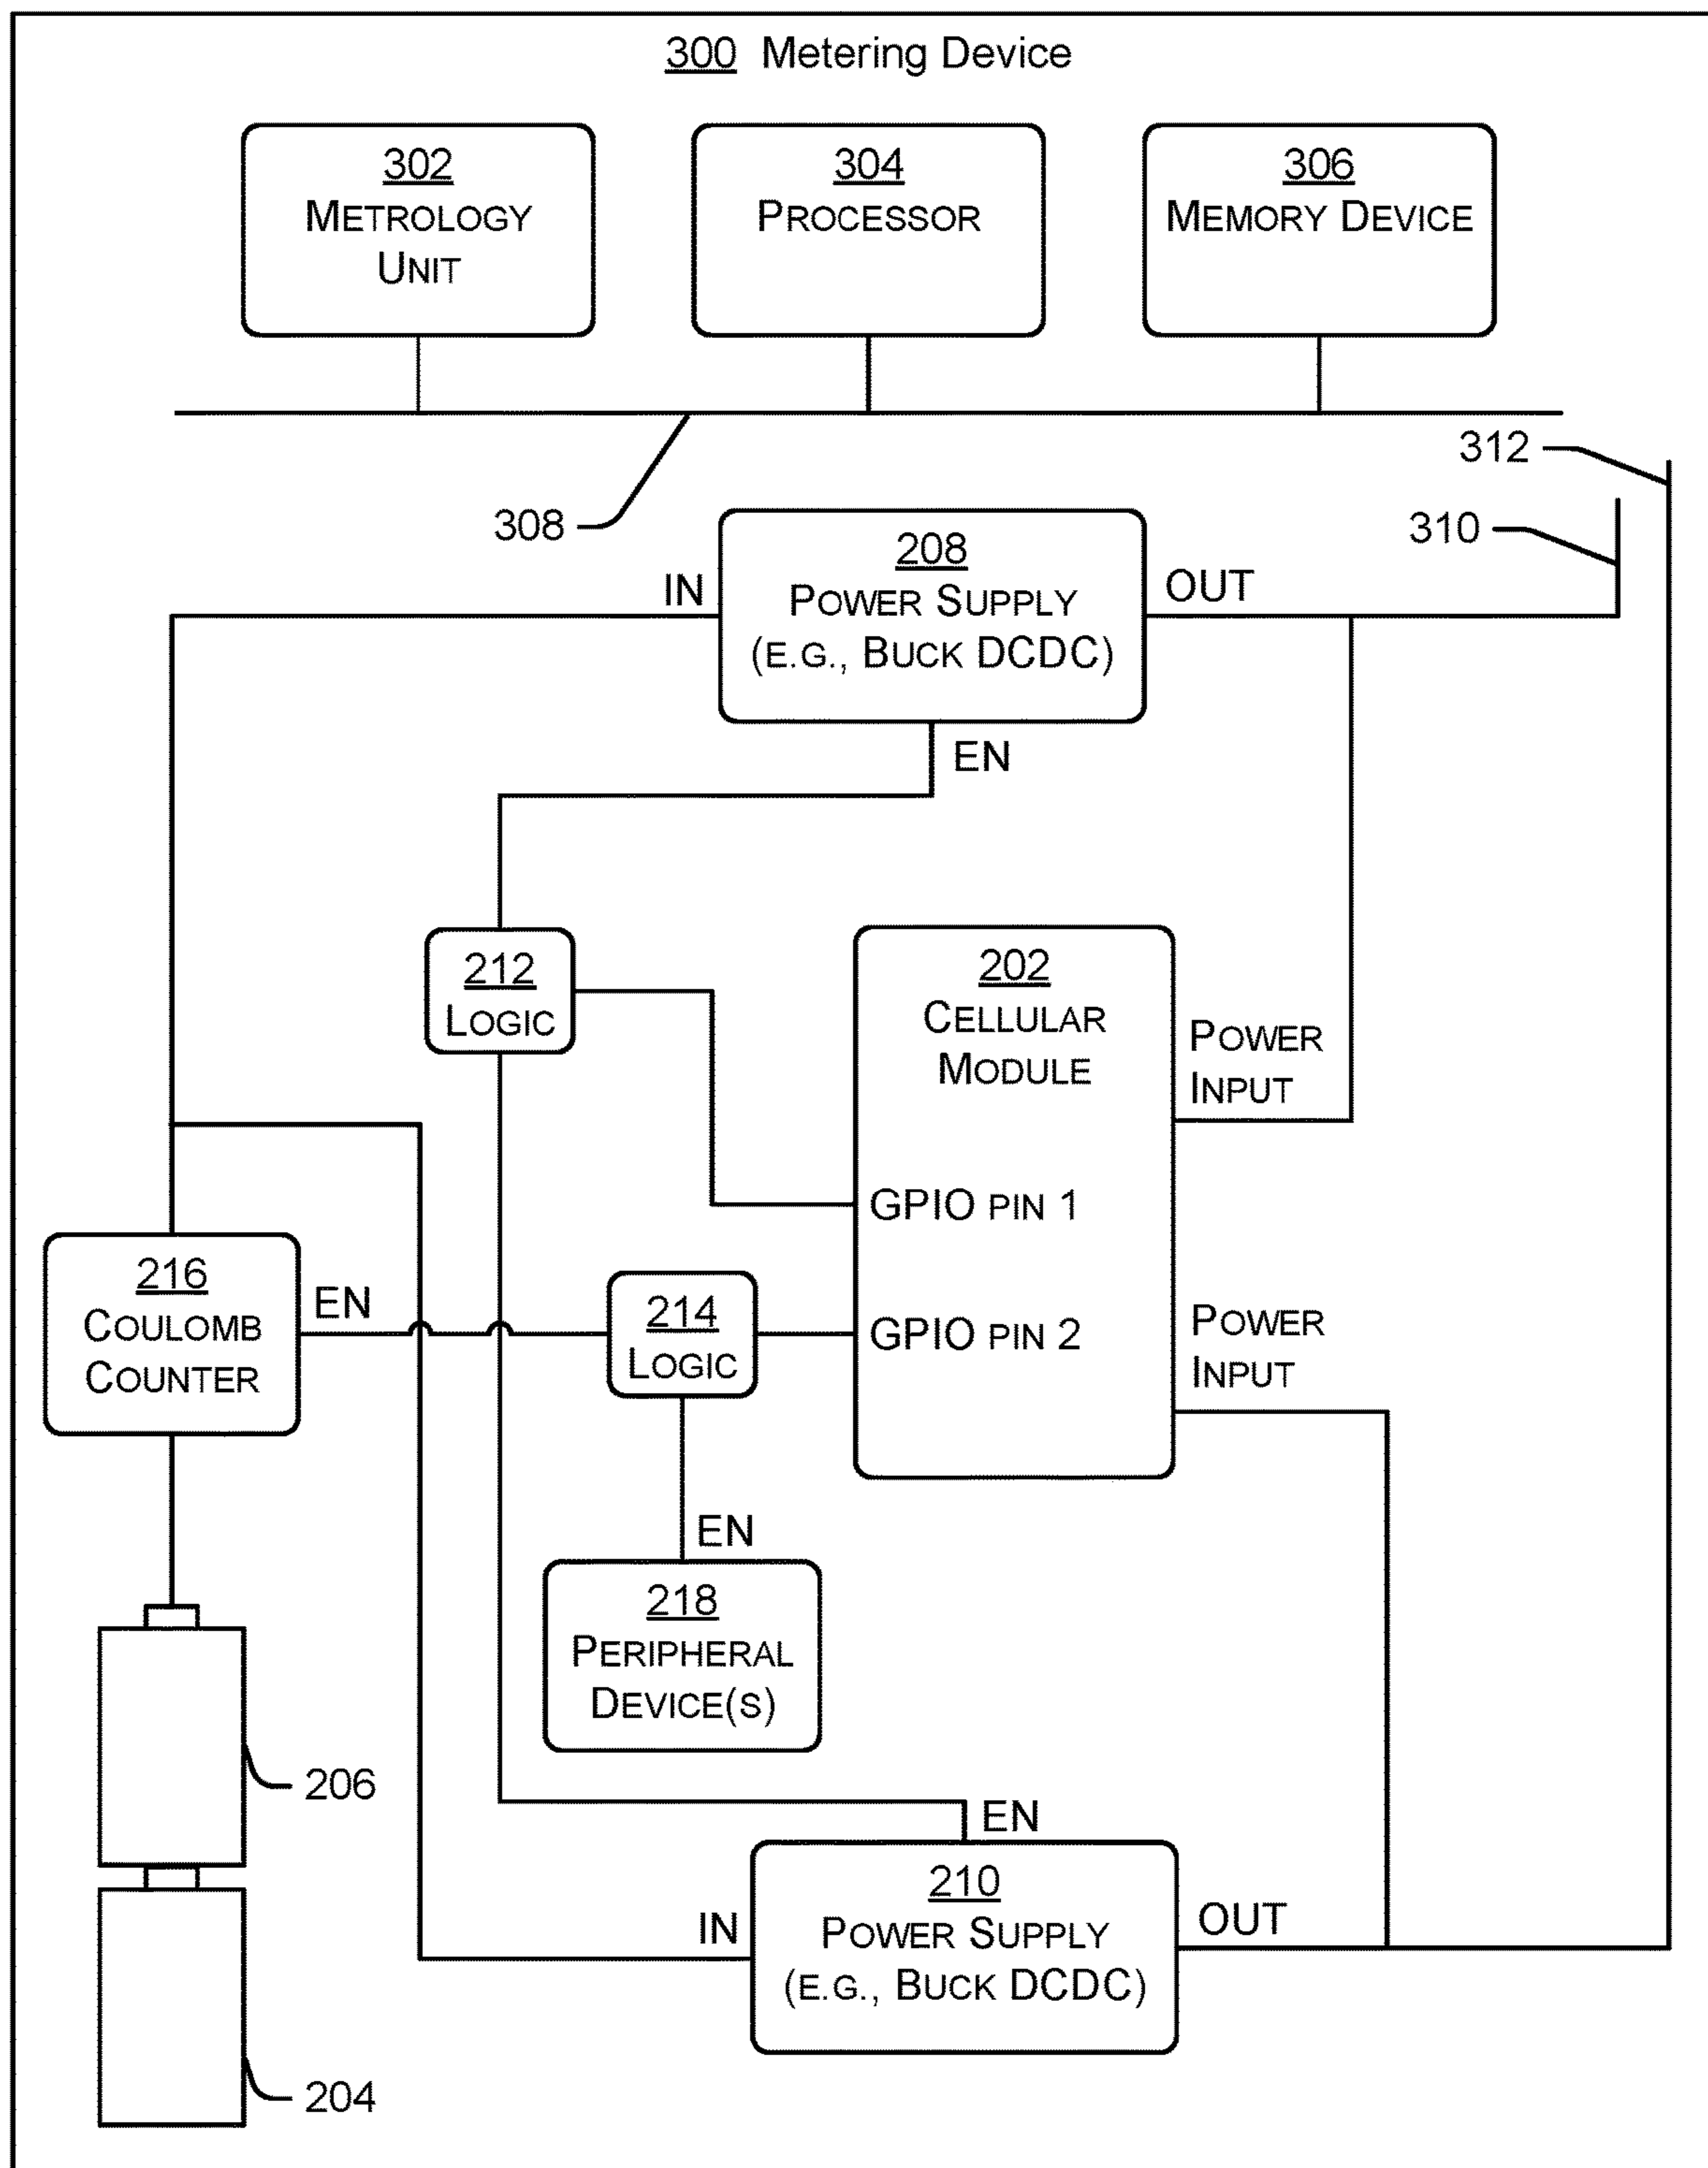 300 Metering Device
302
METROLOGY
UNIT
304
PROCESSOR
306
MEMORY DEVICE
312
308
310
208
POWER SUPPLY
(E.G., BUCK DCDC)
IN
OUT
EN
212
LOGIC
202
CELLULAR
MODULE
POWER
INPUT
GPIO PIN 1
216
COULOMB
COUNTER
EN
214
LOGIC
GPIO PIN 2
POWER
INPUT
EN
218
PERIPHERAL
DEVICE(S)
206
EN
210
POWER SUPPLY
(E.G., BUCK DCDC)
IN
OUT
204